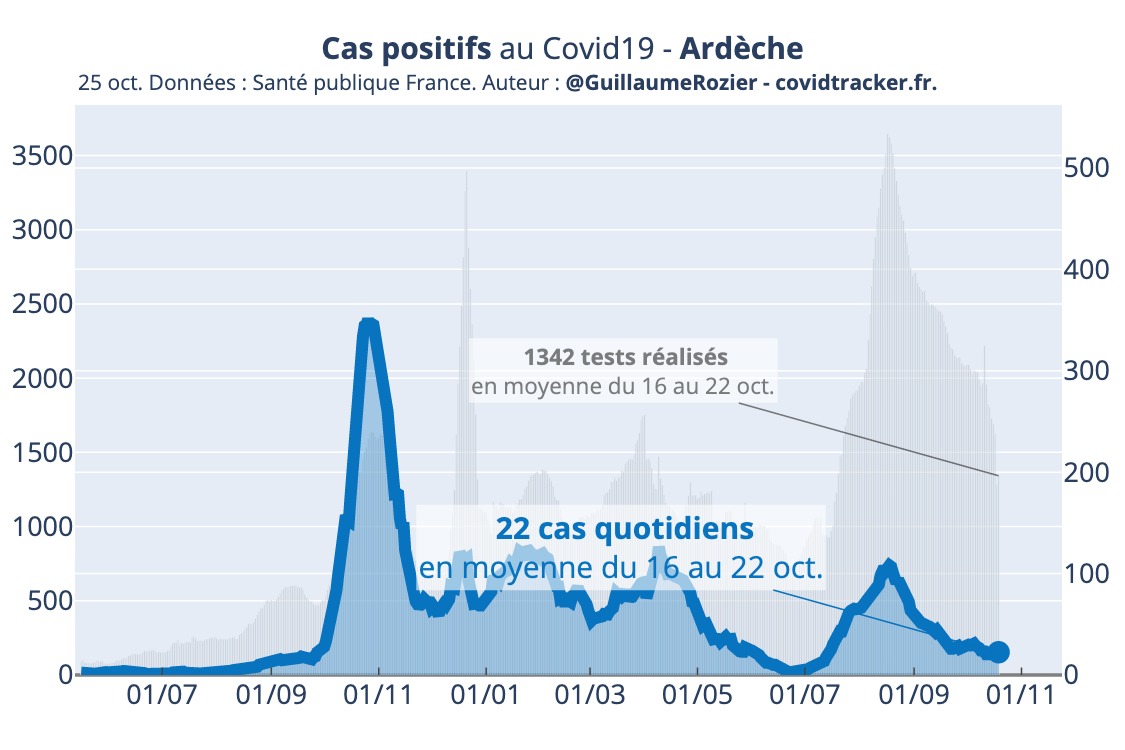 Cas positifs au Covid19 - Ardèche
25 oct. Données : Santé publique France. Auteur : @GuillaumeRozier - covidtracker.fr.
3500
3000
2500
2000
1500
1000
500
0
500
400
300
200
100
0
1342 tests réalisés
en moyenne du 16 au 22 oct.
22 cas quotidiens
en moyenne du 16 au 22 oct.
01/07 01/09 01/11 01/01 01/03 01/05 01/07 01/09 01/11